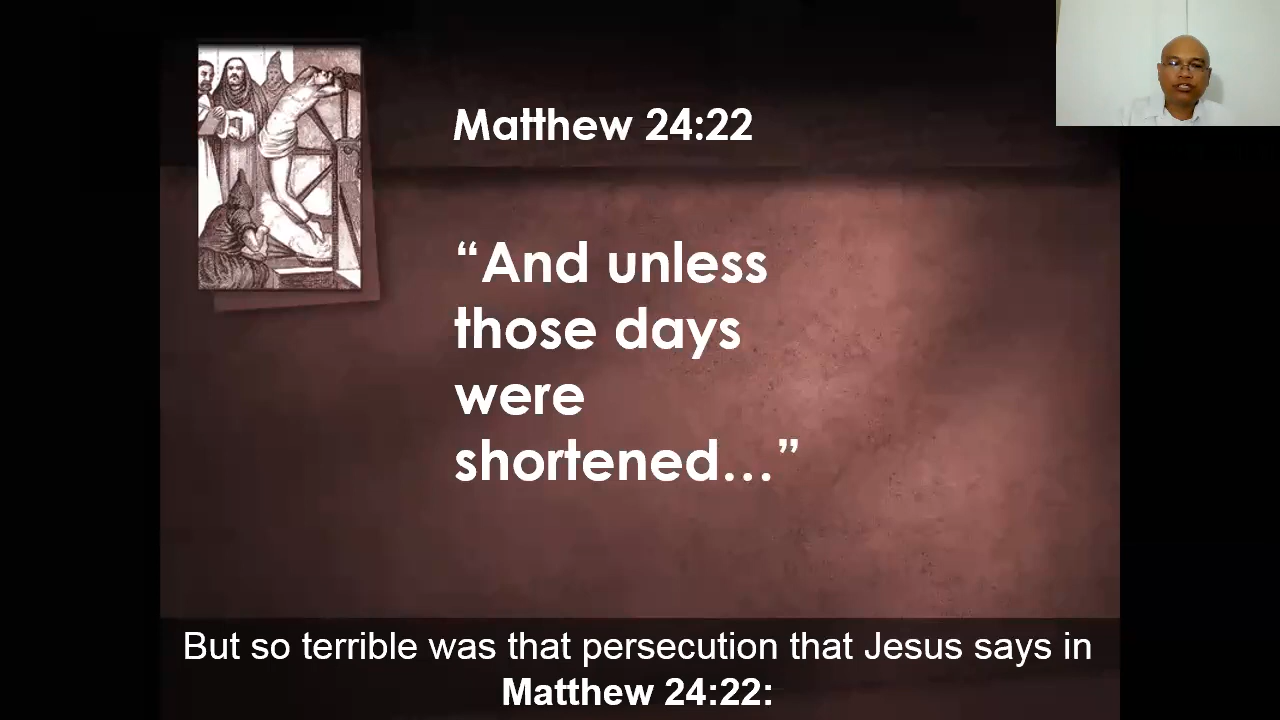 Matthew 24:22
“And unless
those days
were
shortened…”
But so terrible was that persecution that Jesus says in
Matthew 24:22: